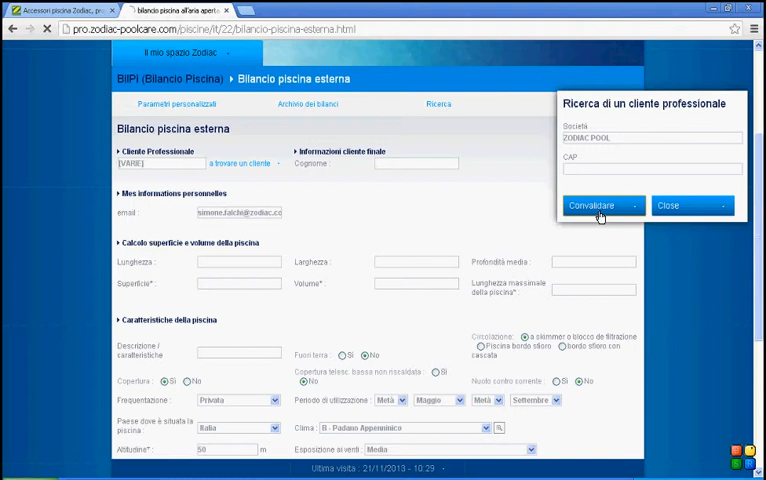 Accessori piscina Zodiac, pr
bilancio piscina all'aria apert
pro.zodiac-poolcare.com/piscine/it/22/bilancio-piscina-esterna.html
Il mio spazio Zodiac
BilPi (Bilancio Piscina) Bilancio piscina esterna
Parametri personalizzati Archivio dei bilanci Ricerca
Ricerca di un cliente professionale
Società
ZODIAC POOL
CAP
Convalidare Close
Bilancio piscina esterna
Cliente Professionale Informazioni cliente finale
[VARIE] a trovare un cliente Cognome:
Mes informations personnelles
email : simone.falchi@zodiac.co
Calcolo superficie e volume della piscina
Lunghezza: Larghezza: Profondità media :
Superficie* : Volume* : Lunghezza massimale
della piscina* :
Caratteristiche della piscina
Descrizione /
caratteristiche
Fuori terra : Sì No
Circolazione: a skimmer o blocco de filtrazione
Piscina bordo sfioro bordo sfioro con
cascata
Copertura : Sì No
Copertura telesc. bassa non riscaldata : Sì
No
Nuoto contro corrente : Sì No
Frequentazione : Privata Periodo di utilizzazione : Metà Maggio Metà Settembre
Paese dove è situata la
piscina :
Italia Clima : B - Padano Appenninico
Altitudine* : 50 m Esposizione ai venti : Media
Ultima visita : 21/11/2013 - 10:29